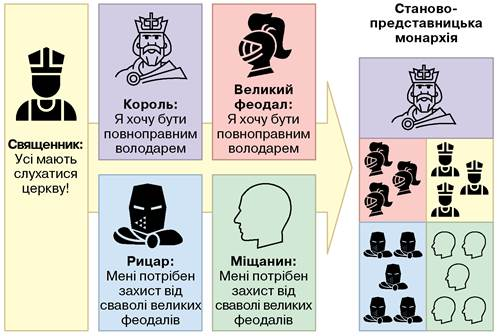 Священник:
Усі мають
слухатися
церкву!
Король:
Я хочу бути
повноправним
володарем
Великий
феодал:
Я хочу бути
повноправним
володарем
Рицар:
Мені потрібен
захист від
сваволі великих
феодалів
Міщанин:
Мені потрібен
захист від
сваволі великих
феодалів
Станово-
представницька
монархія